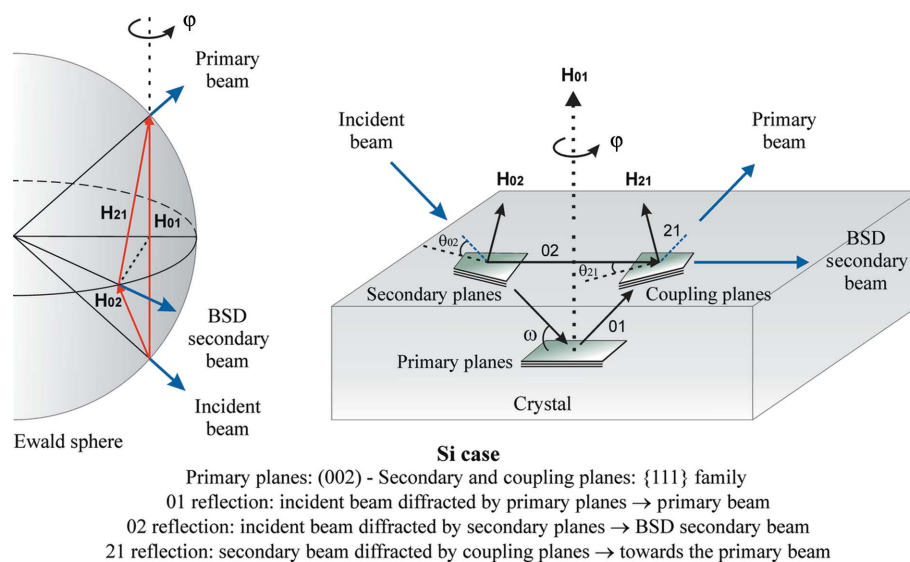 φ
Primary
beam
H21
H01
H02
BSD
secondary
beam
Incident
beam
Ewald sphere
H01
Incident
beam
φ
Primary
beam
H02
H21
θ02
02
θ21
21
BSD
secondary
beam
Secondary planes
Coupling planes
ω
01
Primary planes
Crystal
Si case
Primary planes: (002) - Secondary and coupling planes: {111} family
01 reflection: incident beam diffracted by primary planes → primary beam
02 reflection: incident beam diffracted by secondary planes → BSD secondary beam
21 reflection: secondary beam diffracted by coupling planes → towards the primary beam